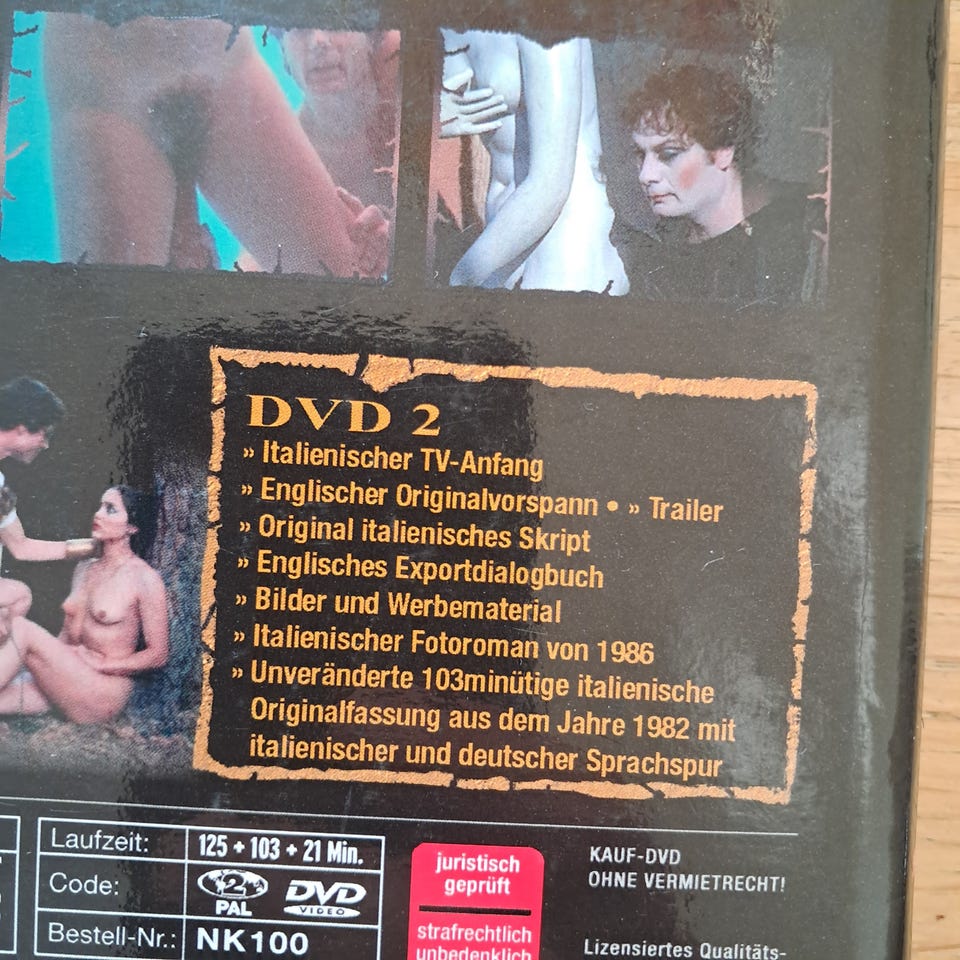 DVD 2
» Italienischer TV-Anfang
» Englischer Originalvorspann • » Trailer
» Original italienisches Skript
» Englisches Exportdialogbuch
» Bilder und Werbematerial
» Italienischer Fotoroman von 1986
» Unveränderte 103minütige italienische
Originalfassung aus dem Jahre 1982 mit
italienischer und deutscher Sprachspur
Laufzeit: 125 + 103 + 21 Min.
Code: 2 PAL DVD VIDEO
Bestell-Nr.: NK100
juristisch
geprüft
strafrechtlich
unbedenklich
KAUF-DVD
OHNE VERMIETRECHT!
Lizensiertes Qualitäts-